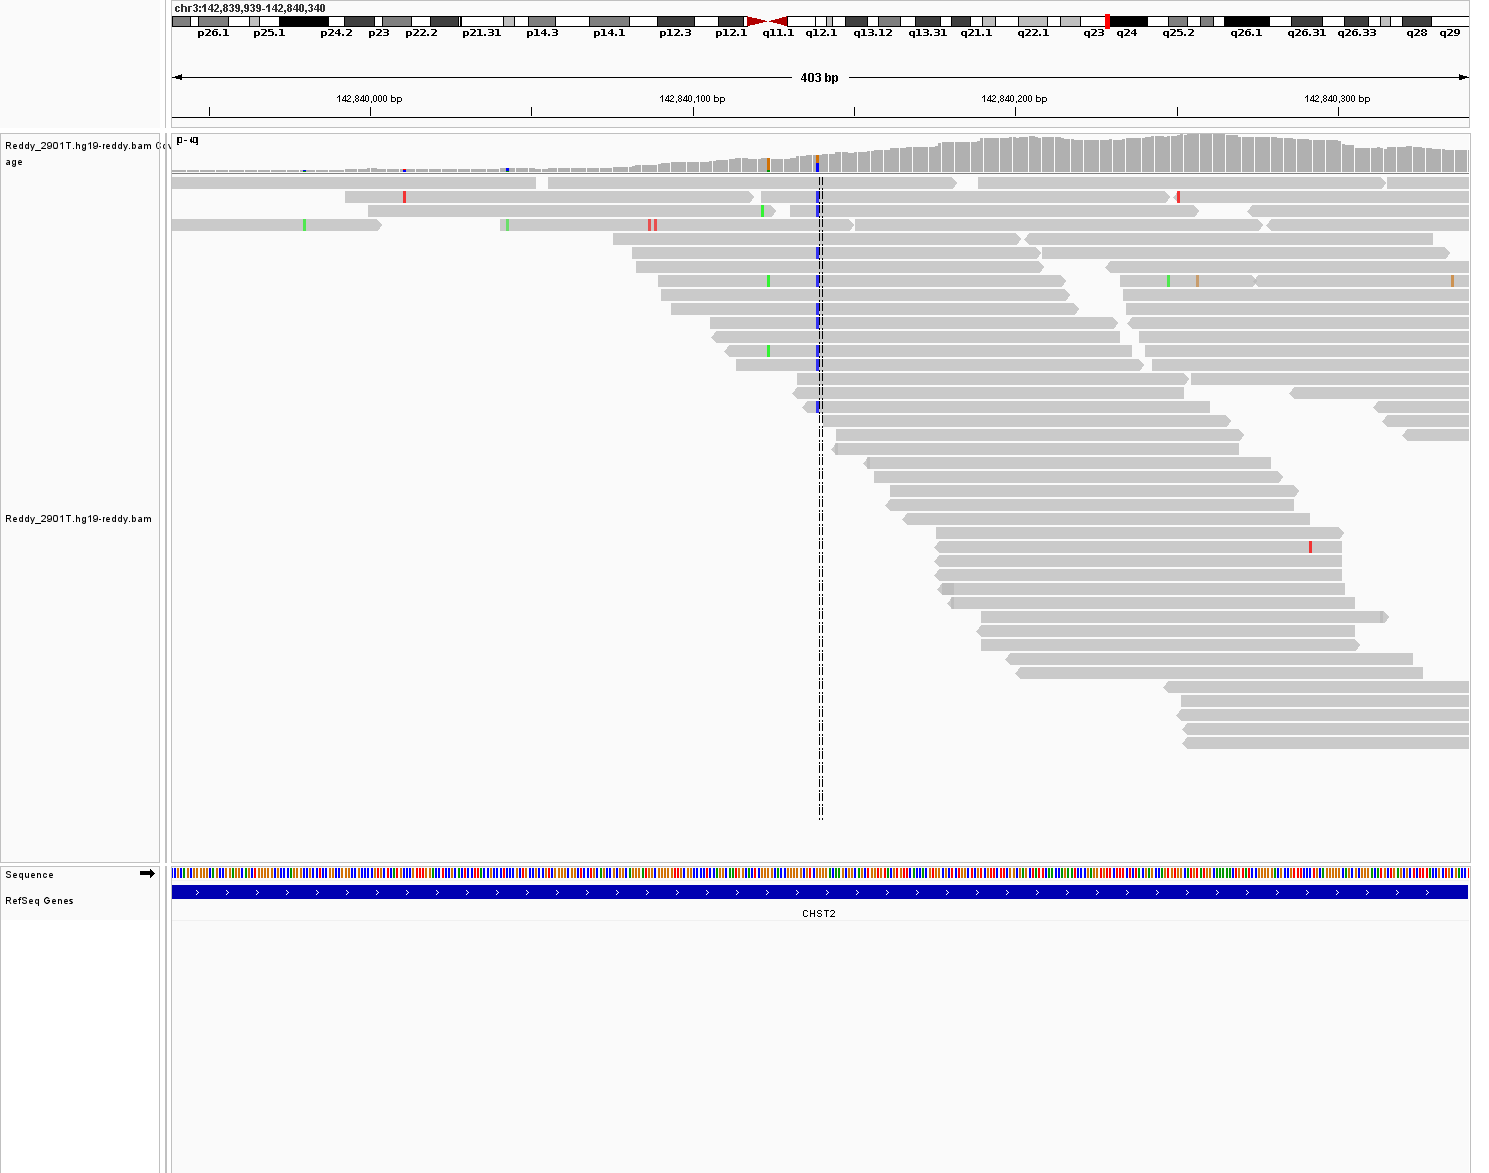 chr3:142,839,939-142,840,340
p26.1 p25.1 p24.2 p23 p22.2 p21.31 p14.3 p14.1 p12.3 p12.1 q11.1 q12.1 q13.12 q13.31 q21.1 q22.1 q23 q24 q25.2 q26.1 q26.31 q26.33 q28 q29
403 bp
142,840,000 bp 142,840,100 bp 142,840,200 bp 142,840,300 bp
Reddy_2901T.hg19-reddy.bam Cov
age
Reddy_2901T.hg19-reddy.bam
Sequence
RefSeq Genes
CHST2